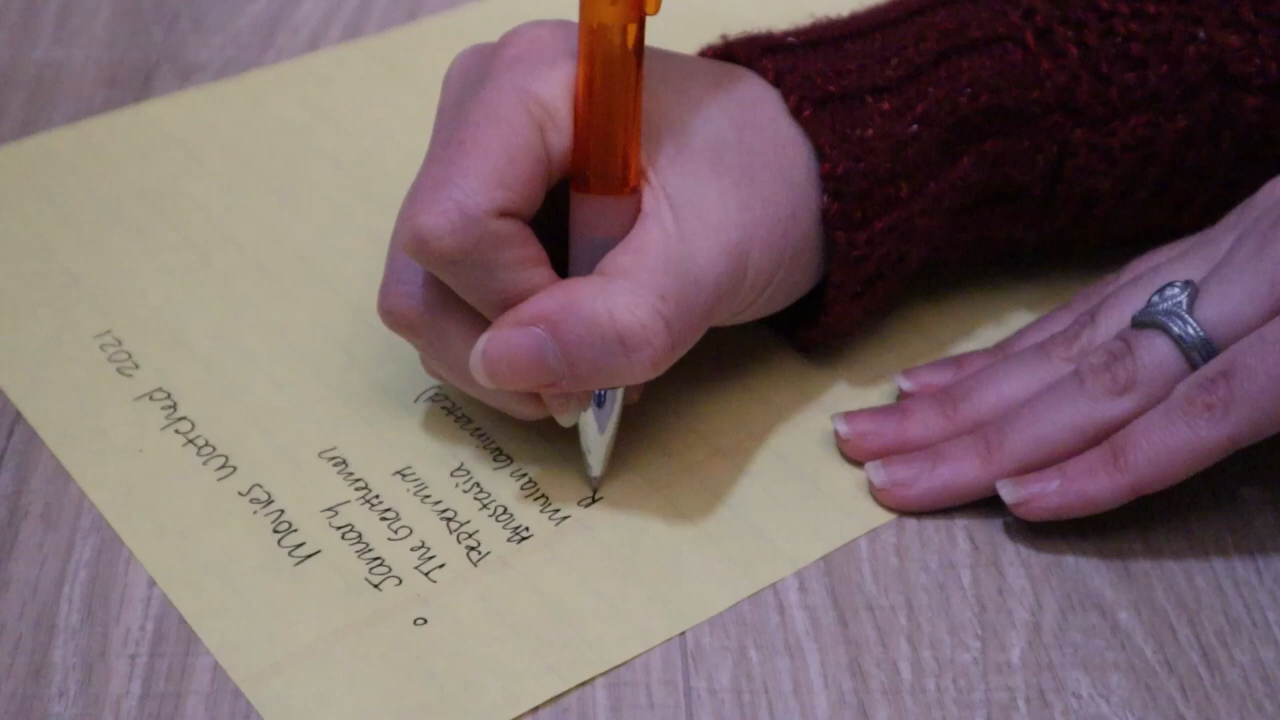 Movies Watched 2021
January
The Gentlemen
Peppermint
Anastasia
Mulan (animated)
R